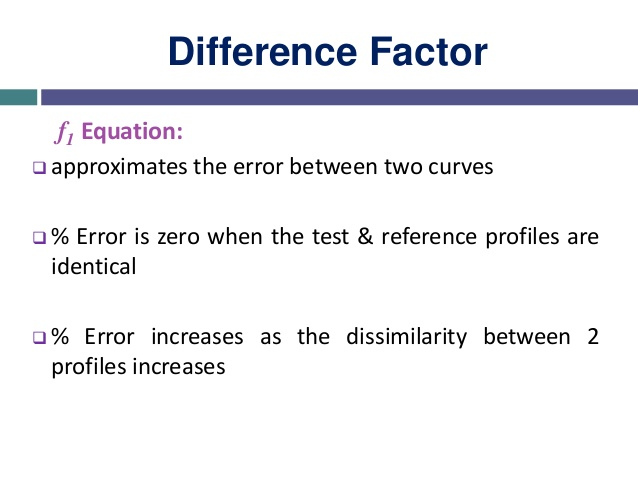 Difference Factor
f1 Equation:
❑ approximates the error between two curves
❑ % Error is zero when the test & reference profiles are
identical
❑ % Error increases as the dissimilarity between 2
profiles increases